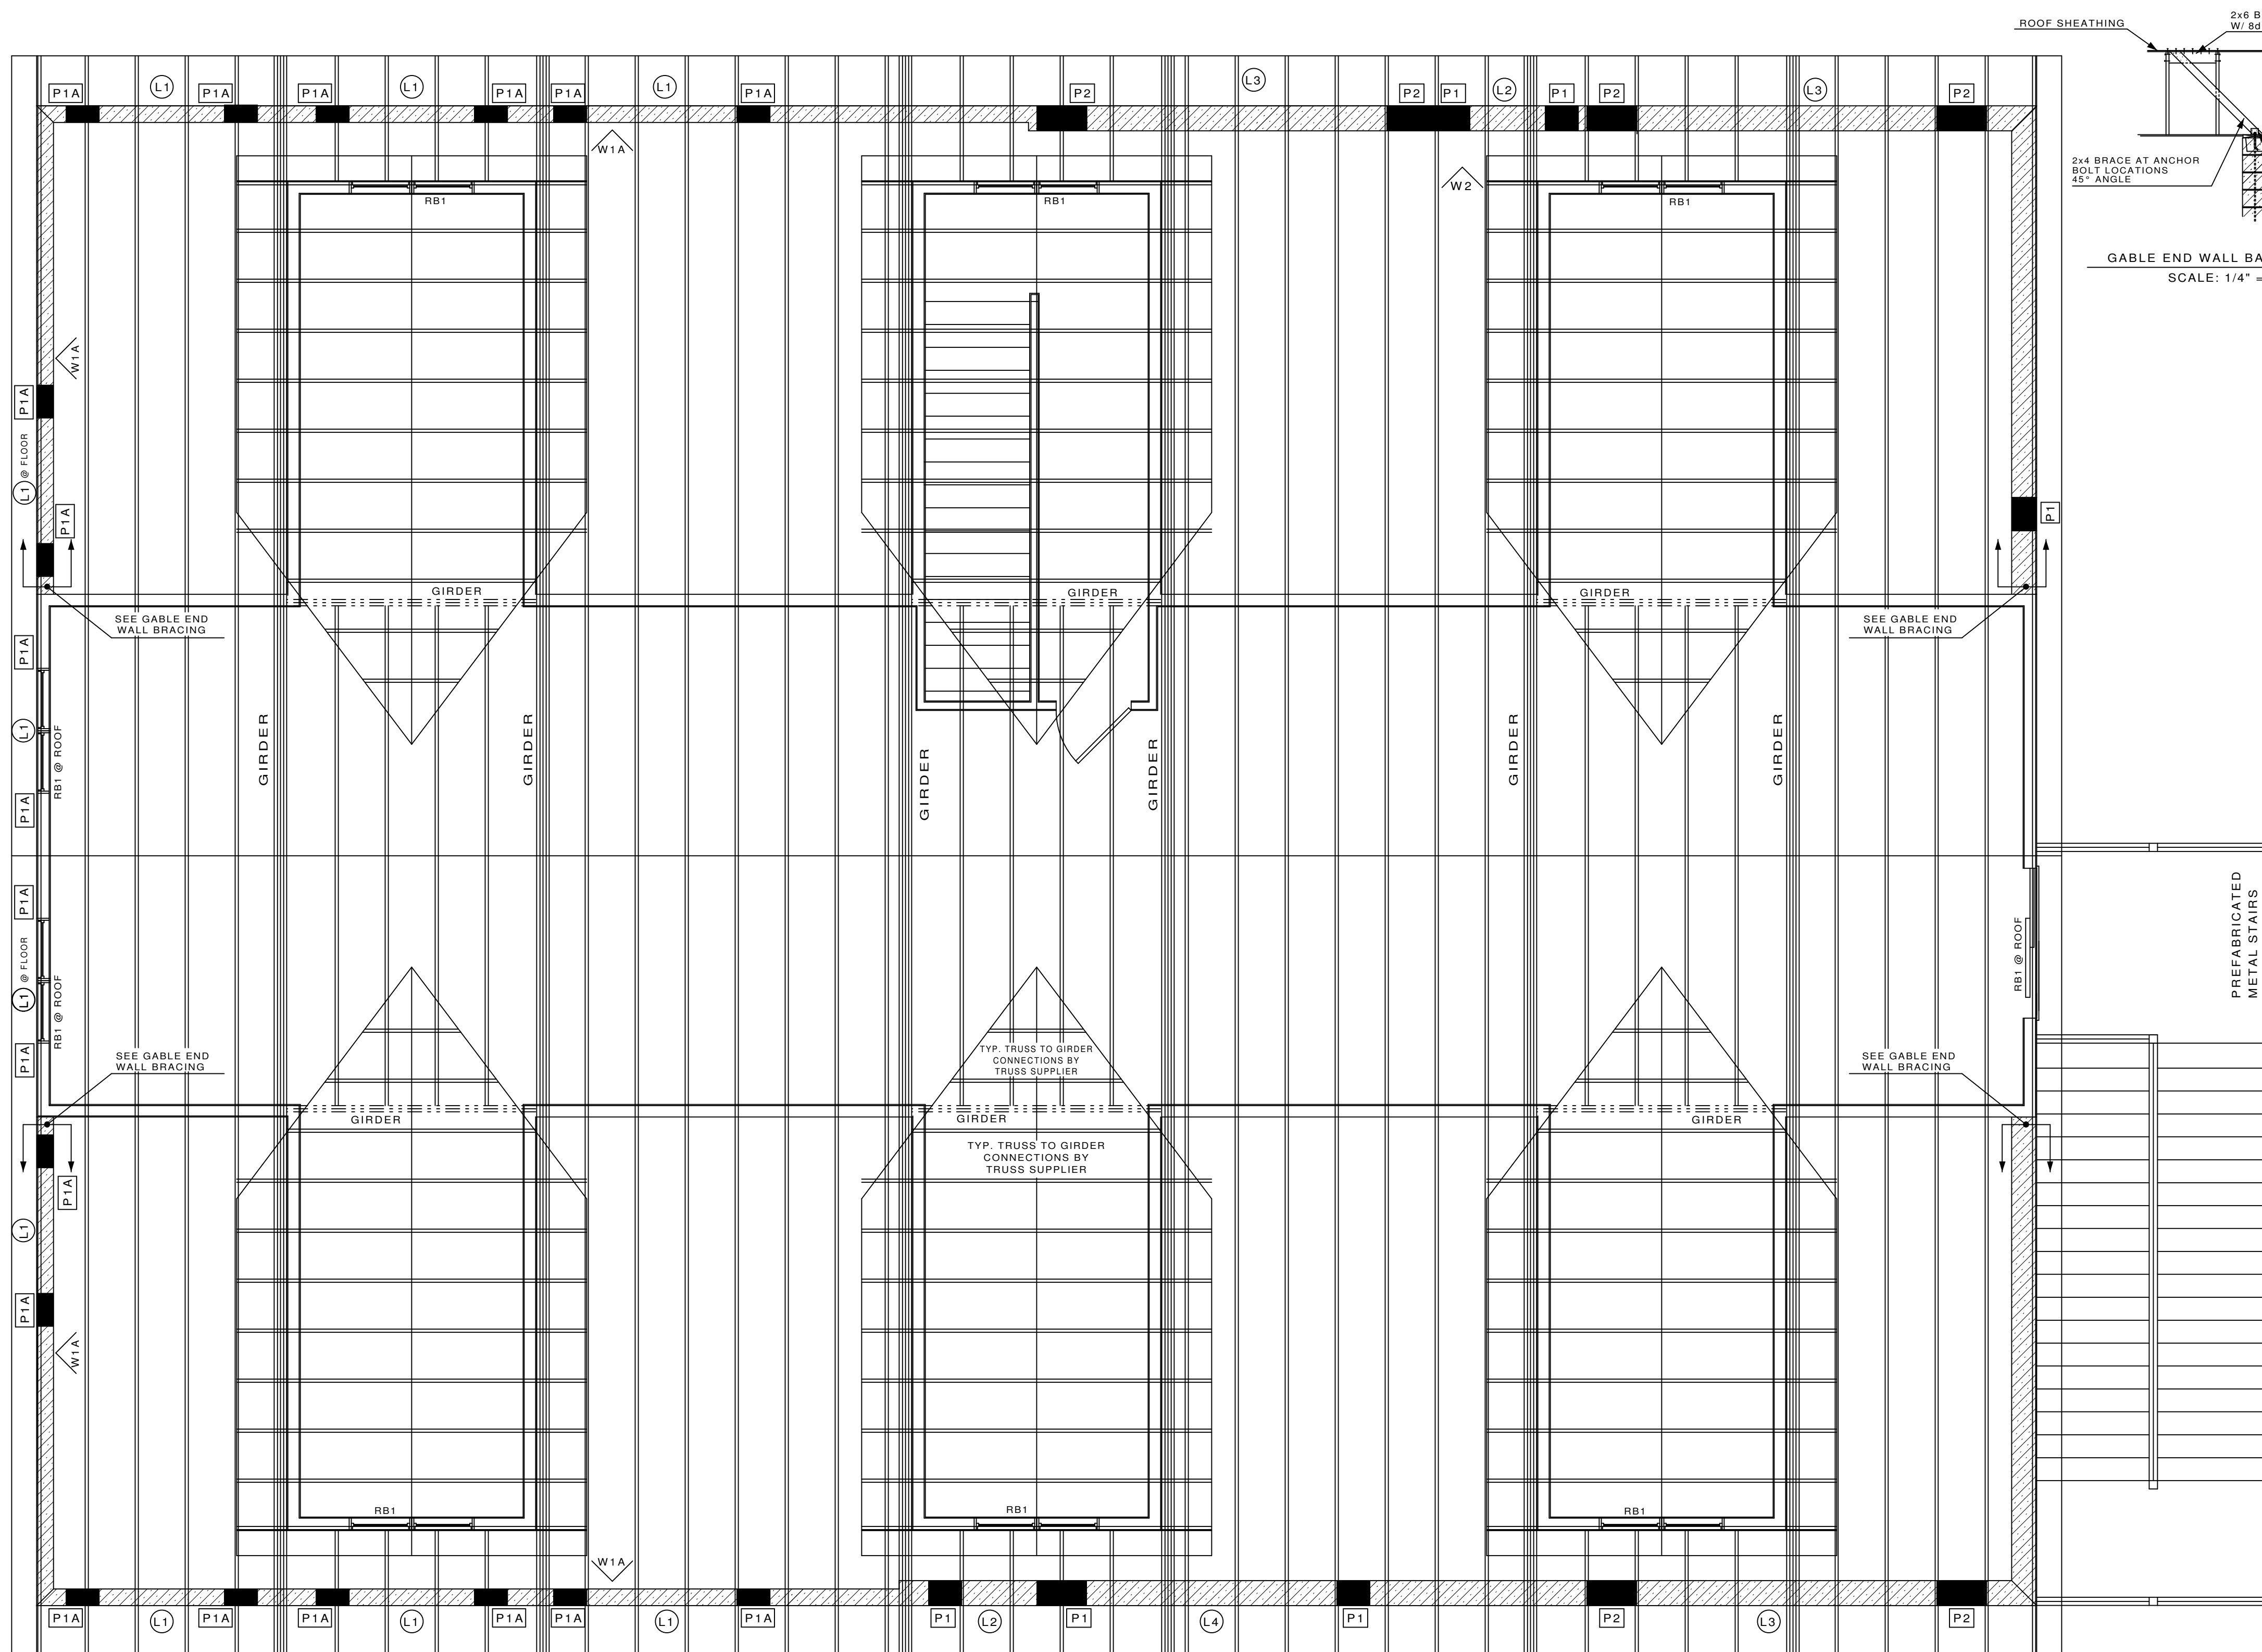 ROOF SHEATHING
2x6 B
W/ 8d
2x4 BRACE AT ANCHOR
BOLT LOCATIONS
45° ANGLE
GABLE END WALL BA
SCALE: 1/4" =
P1A
L1
P1A
P1A
L1
P1A
P1A
L1
P1A
P2
L3
P2
P1
L2
P1
P2
L3
P2
W1A
W2
RB1
RB1
RB1
W1A
P1A
L1 @ FLOOR
P1A
P1
GIRDER
GIRDER
GIRDER
SEE GABLE END
WALL BRACING
SEE GABLE END
WALL BRACING
P1A
L1
RB1 @ ROOF
P1A
GIRDER
GIRDER
GIRDER
GIRDER
GIRDER
GIRDER
P1A
L1 @ FLOOR
RB1 @ ROOF
P1A
RB1 @ ROOF
PREFABRICATED
METAL STAIRS
SEE GABLE END
WALL BRACING
TYP. TRUSS TO GIRDER
CONNECTIONS BY
TRUSS SUPPLIER
SEE GABLE END
WALL BRACING
GIRDER
GIRDER
GIRDER
TYP. TRUSS TO GIRDER
CONNECTIONS BY
TRUSS SUPPLIER
P1A
L1
P1A
W1A
RB1
RB1
RB1
W1A
P1A
L1
P1A
P1A
L1
P1A
P1A
L1
P1A
P1
L2
P1
L4
P1
P2
L3
P2